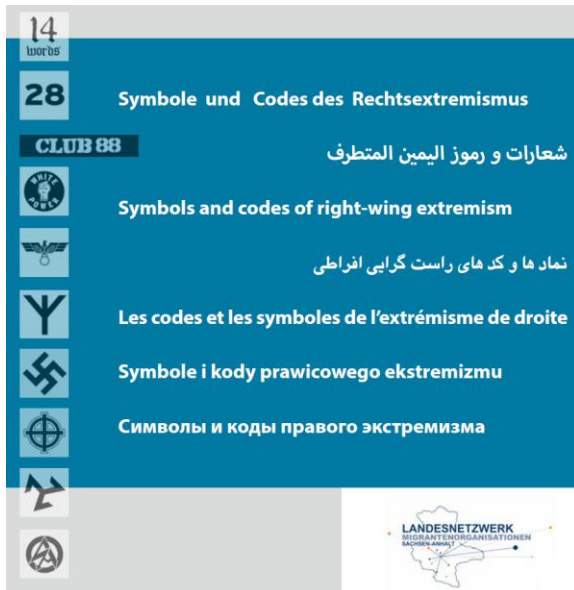 14
words
28
Symbole und Codes des Rechtsextremismus
CLUB 88
شعارات و رموز اليمين المتطرف
WHITE
POWER
Symbols and codes of right-wing extremism
نماد ها و کد های راست گرایی افراطی
Les codes et les symboles de l'extrémisme de droite
Symbole i kody prawicowego ekstremizmu
Символы и коды правого экстремизма
LANDESNETZWERK
MIGRANTENORGANISATIONEN
SACHSEN-ANHALT